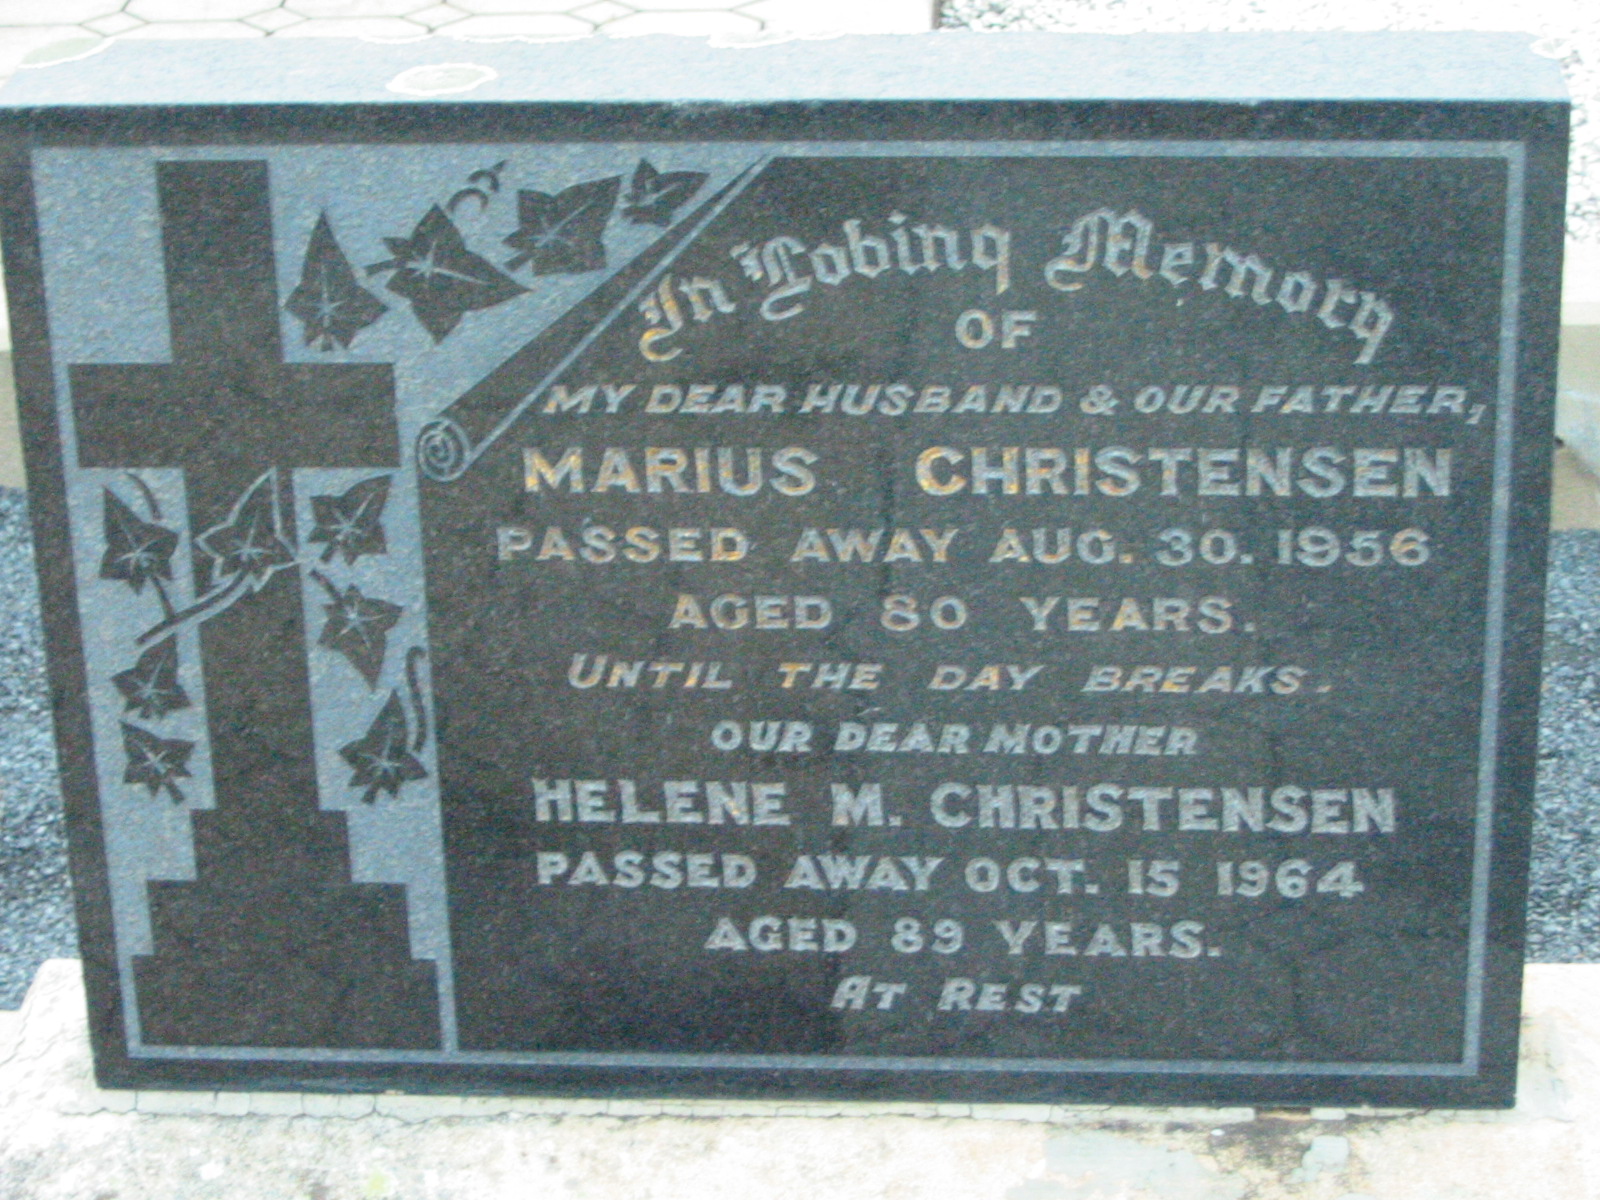 In Loving Memory
OF
MY DEAR HUSBAND & OUR FATHER,
MARIUS CHRISTENSEN
PASSED AWAY AUG. 30. 1956
AGED 80 YEARS.
UNTIL THE DAY BREAKS.
OUR DEAR MOTHER
HELENE M. CHRISTENSEN
PASSED AWAY OCT. 15 1964
AGED 89 YEARS.
AT REST